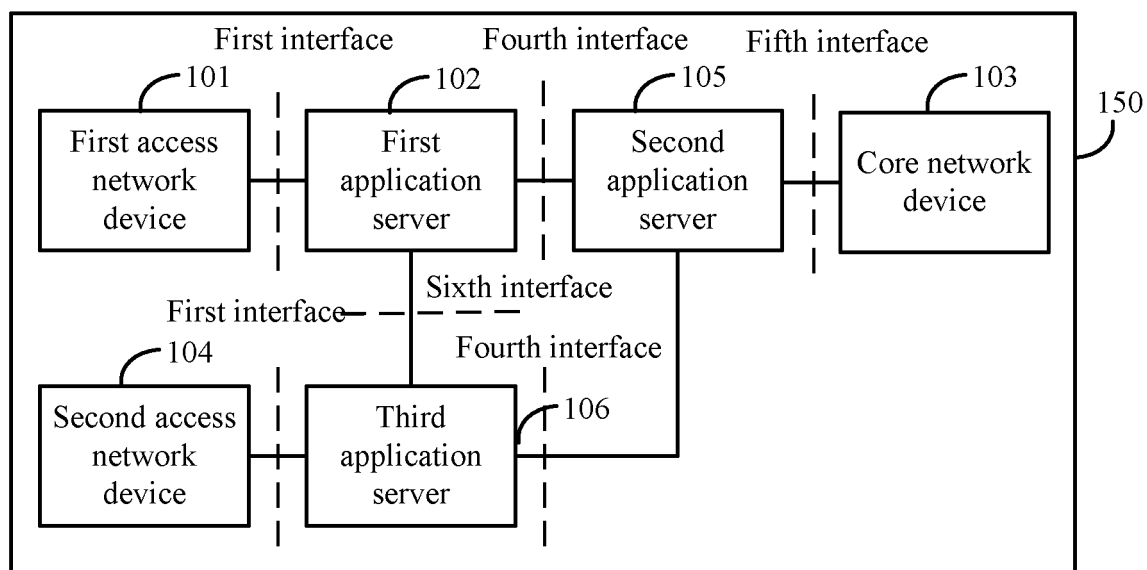 First interface
Fourth interface
Fifth interface
101
102
105
103
150
First access
network
device
First
application
server
Second
application
server
Core network
device
Sixth interface
First interface
Fourth interface
104
106
Second access
network
device
Third
application
server